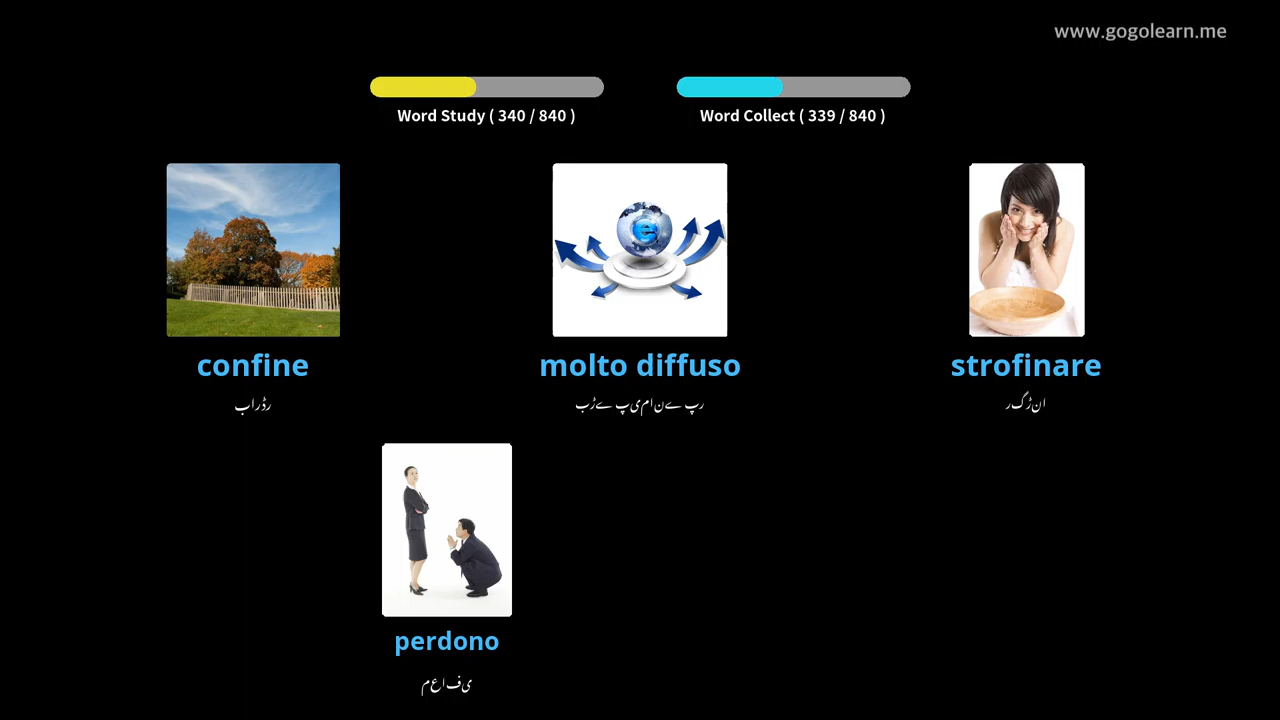 www.gogolearn.me
Word Study ( 340 / 840 )
Word Collect ( 339 / 840 )
confine
بارڈر
molto diffuso
بڑے پیمانے پر
strofinare
رگڑنا
perdono
معافی